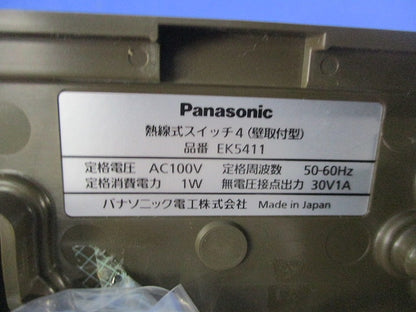 Panasonic
熱線式スイッチ4(壁取付型)
品番 EK5411
定格電圧 AC100V 定格周波数 50-60Hz
定格消費電力 1W 無電圧接点出力 30V1A
パナソニック電工株式会社 Made in Japan